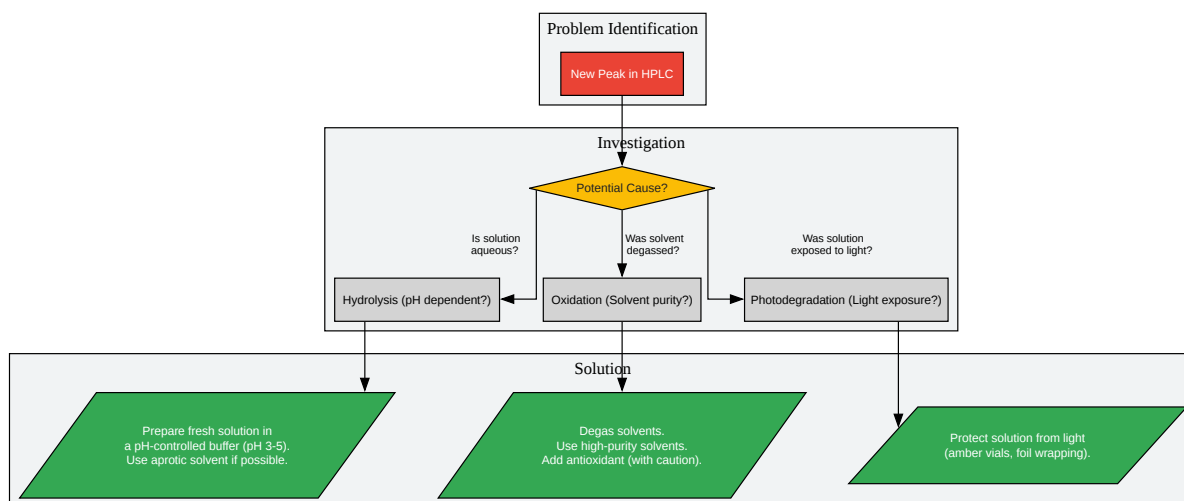 Problem Identification
New Peak in HPLC
Investigation
Potential Cause?
Is solution
aqueous?
Was solvent
degassed?
Was solution
exposed to light?
Hydrolysis (pH dependent?)
Oxidation (Solvent purity?)
Photodegradation (Light exposure?)
Solution
Prepare fresh solution in
a pH-controlled buffer (pH 3-5).
Use aprotic solvent if possible.
Degas solvents.
Use high-purity solvents.
Add antioxidant (with caution).
Protect solution from light
(amber vials, foil wrapping).